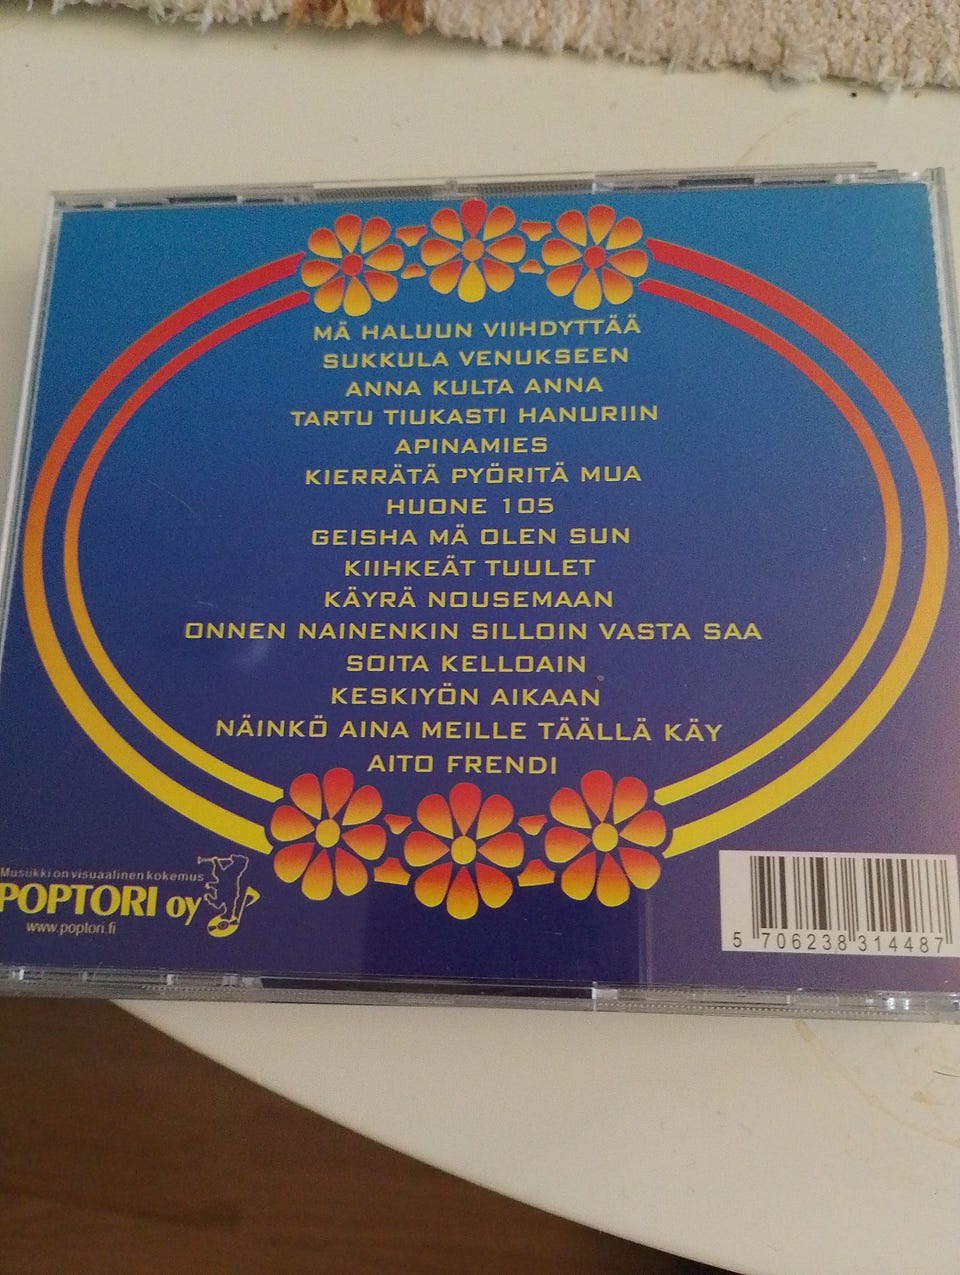 MÄ HALUUN VIIHDYTTÄÄ
SUKKULA VENUKSEEN
ANNA KULTA ANNA
TARTU TIUKASTI HANURIIN
APINAMIES
KIERRÄTÄ PYÖRITÄ MUA
HUONE 105
GEISHA MÄ OLEN SUN
KIIHKEÄT TUULET
KÄYRÄ NOUSEMAAN
ONNEN NAINENKIN SILLOIN VASTA SAA
SOITA KELLOAIN
KESKIYÖN AIKAAN
NÄINKÖ AINA MEILLE TÄÄLLÄ KÄY
AITO FRENDI
Musiikki on visuaalinen kokemus
POPTORI oy
www.poptori.fi
5 706238 314487